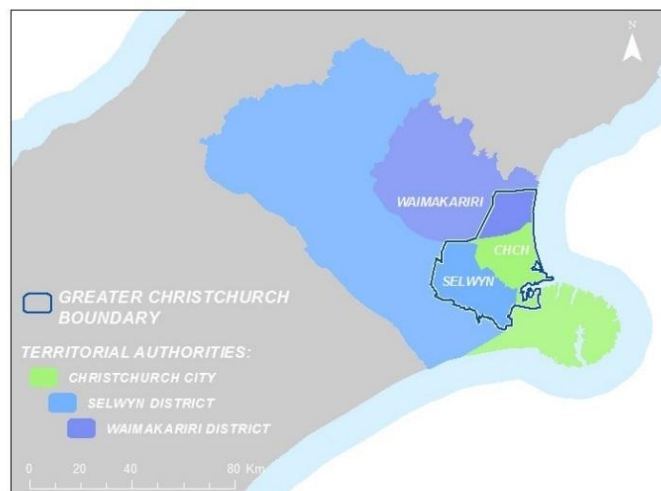 N
WAIMAKARIRI
CHCH
SELWYN
GREATER CHRISTCHURCH
BOUNDARY
TERRITORIAL AUTHORITIES:
CHRISTCHURCH CITY
SELWYN DISTRICT
WAIMAKARIRI DISTRICT
0 20 40 80 Km